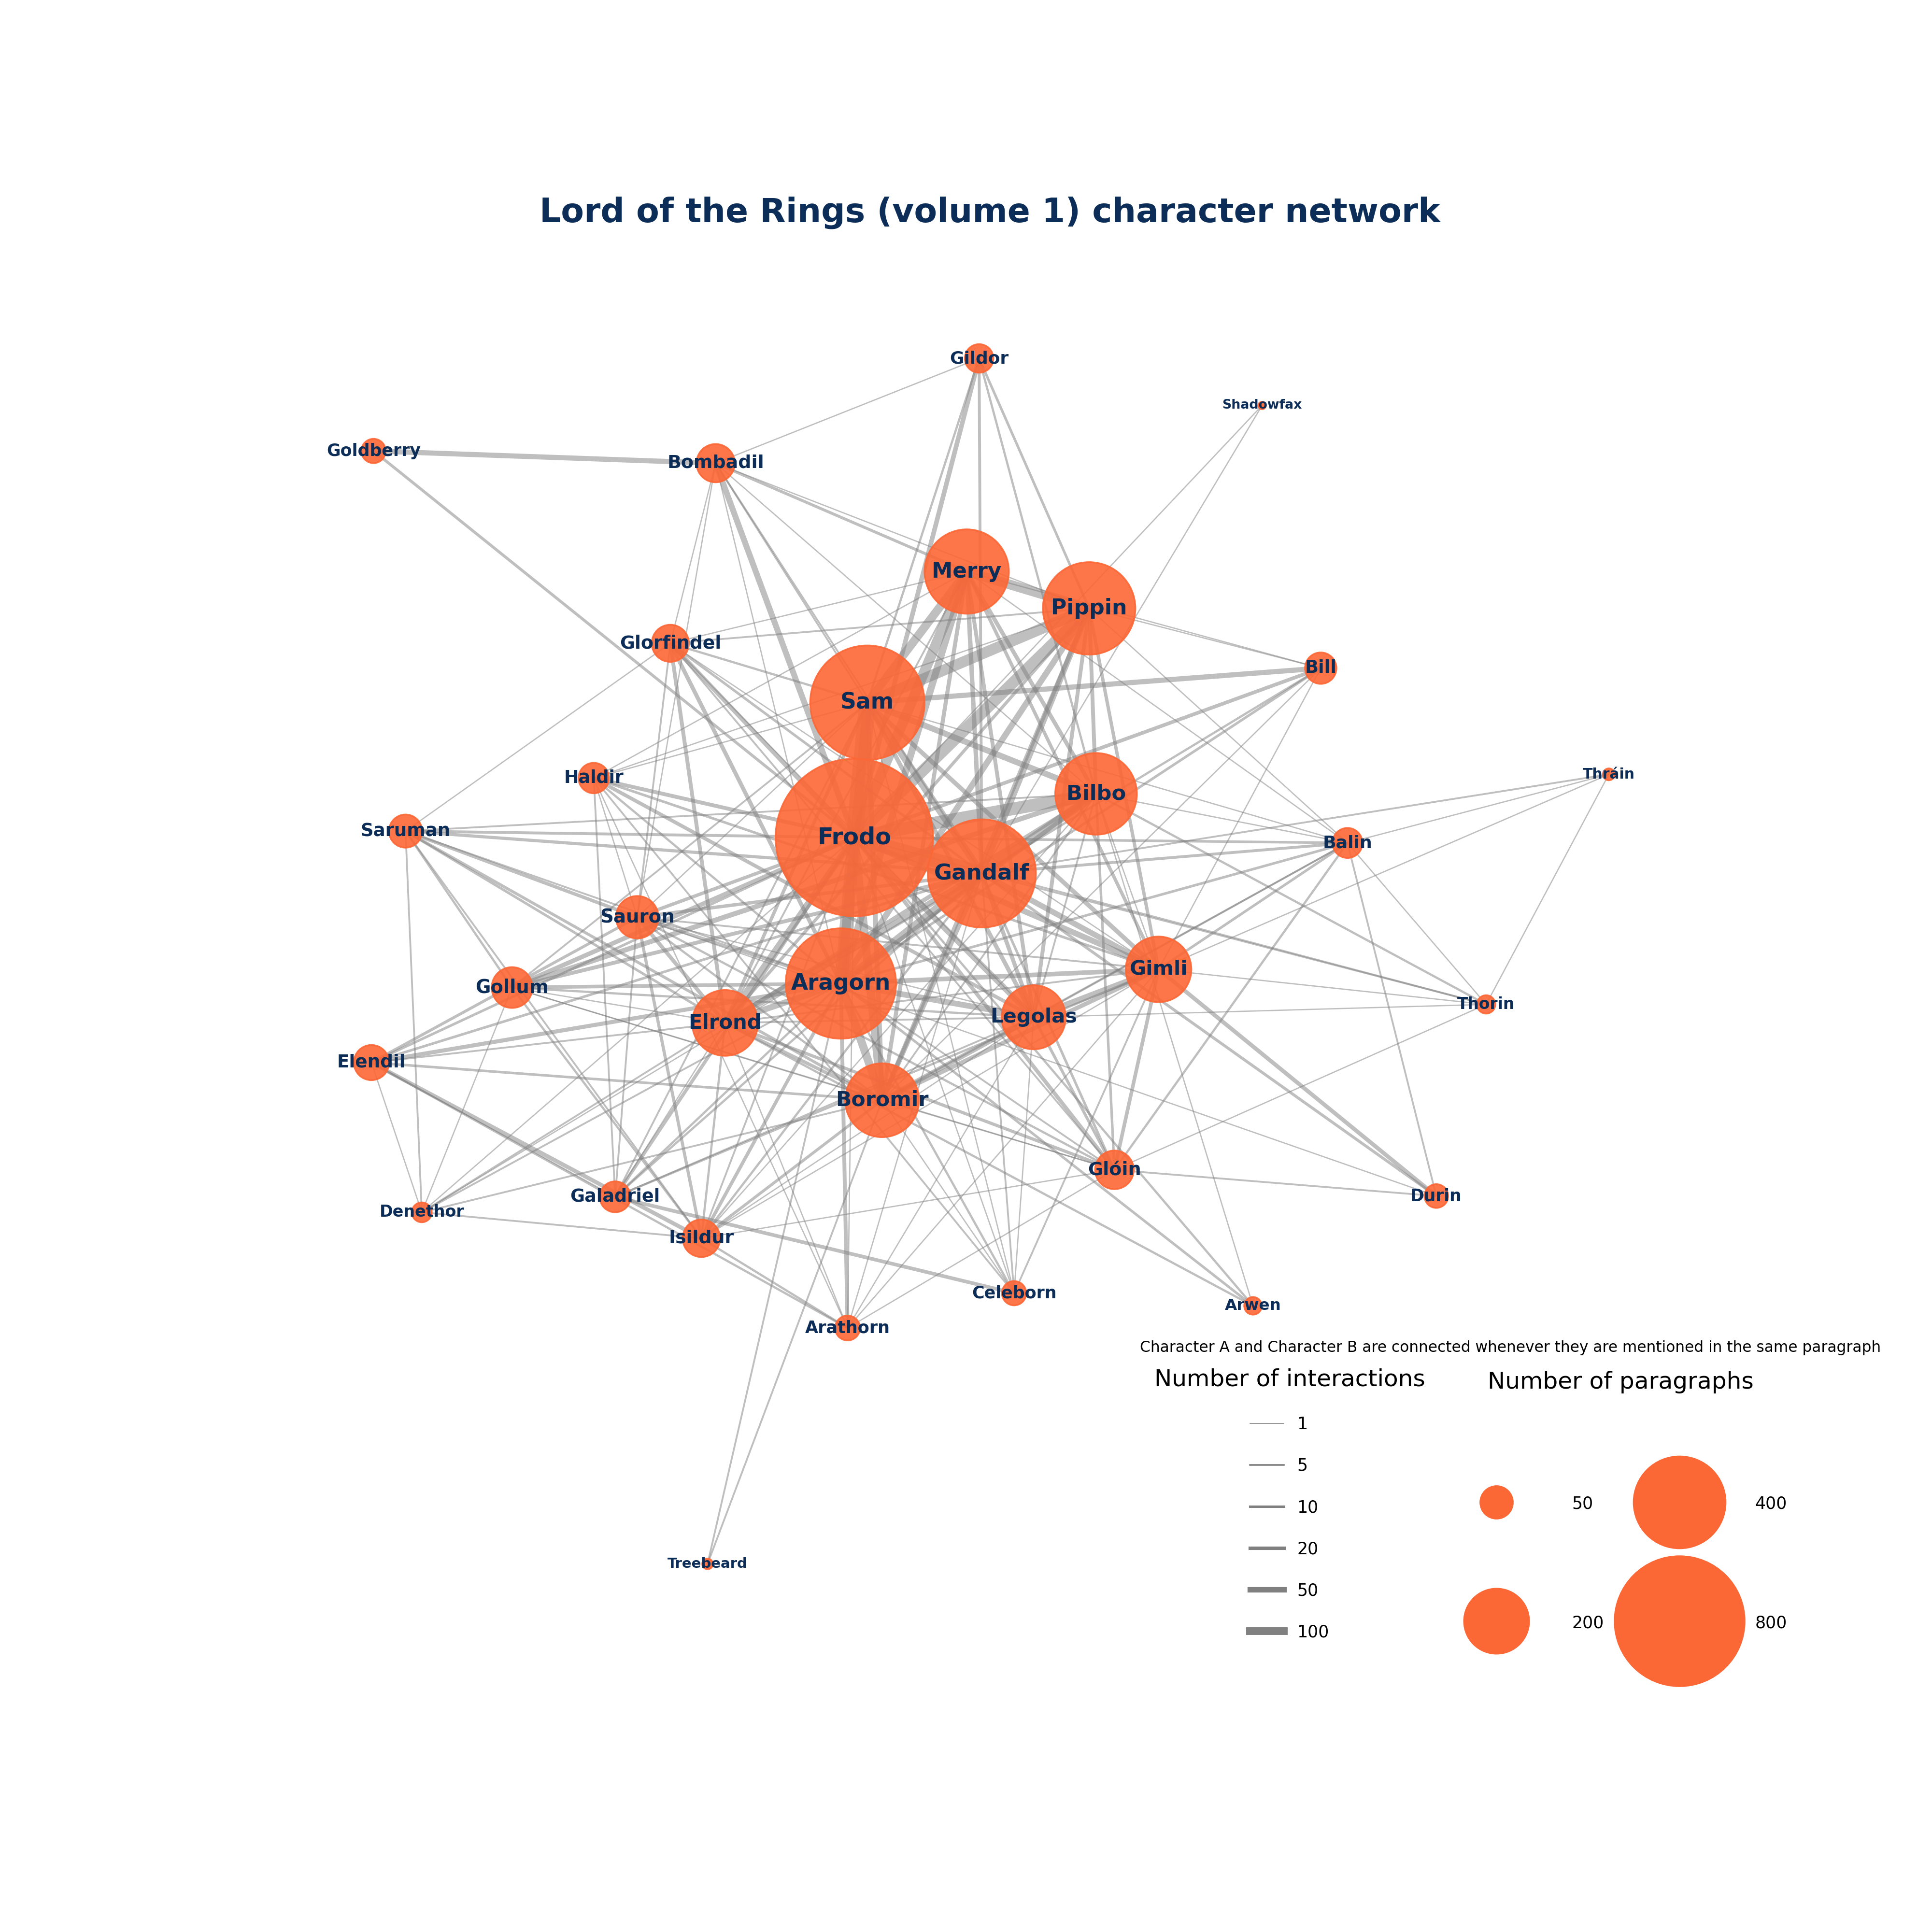 Lord of the Rings (volume 1) character network
Gildor
Shadowfax
Goldberry
Bombadil
Merry
Pippin
Glorfindel
Bill
Sam
Haldir
Thráin
Bilbo
Saruman
Frodo
Balin
Gandalf
Sauron
Gimli
Aragorn
Gollum
Thorin
Legolas
Elrond
Elendil
Boromir
Glóin
Galadriel
Durin
Denethor
Isildur
Celeborn
Arwen
Arathorn
Treebeard
Character A and Character B are connected whenever they are mentioned in the same paragraph
Number of interactions
1
5
10
20
50
100
Number of paragraphs
50
400
200
800